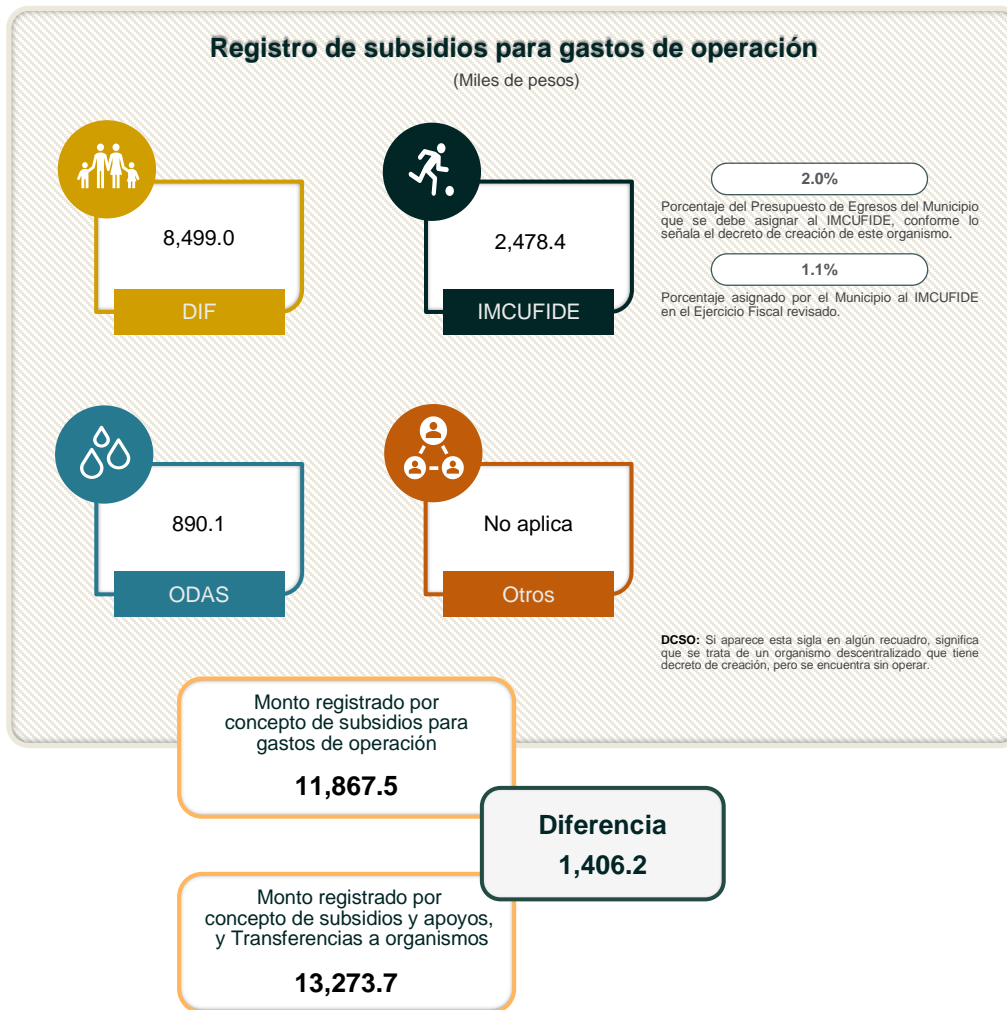 Registro de subsidios para gastos de operación
(Miles de pesos)
8,499.0
DIF
2,478.4
IMCUFIDE
2.0%
Porcentaje del Presupuesto de Egresos del Municipio
que se debe asignar al IMCUFIDE, conforme lo
señala el decreto de creación de este organismo.
1.1%
Porcentaje asignado por el Municipio al IMCUFIDE
en el Ejercicio Fiscal revisado.
890.1
ODAS
No aplica
Otros
DCSO: Si aparece esta sigla en algún recuadro, significa
que se trata de un organismo descentralizado que tiene
decreto de creación, pero se encuentra sin operar.
Monto registrado por
concepto de subsidios para
gastos de operación
11,867.5
Diferencia
1,406.2
Monto registrado por
concepto de subsidios y apoyos,
y Transferencias a organismos
13,273.7